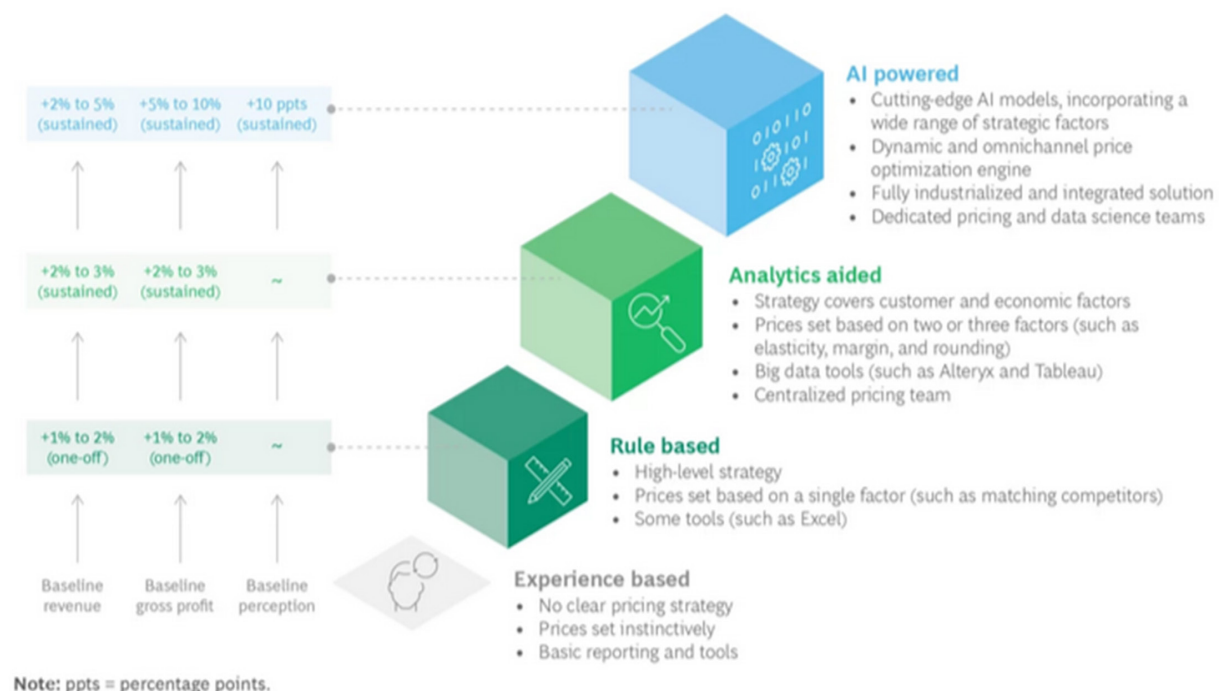 +2% to 5% +5% to 10% +10 ppts
(sustained) (sustained) (sustained)
AI powered
• Cutting-edge AI models, incorporating a
wide range of strategic factors
• Dynamic and omnichannel price
optimization engine
• Fully industrialized and integrated solution
• Dedicated pricing and data science teams
010110
1 101
011 0
+2% to 3% +2% to 3% ~
(sustained) (sustained)
Analytics aided
• Strategy covers customer and economic factors
• Prices set based on two or three factors (such as
elasticity, margin, and rounding)
• Big data tools (such as Alteryx and Tableau)
• Centralized pricing team
+1% to 2% +1% to 2% ~
(one-off) (one-off)
Rule based
• High-level strategy
• Prices set based on a single factor (such as matching competitors)
• Some tools (such as Excel)
Baseline Baseline Baseline
revenue gross profit perception
Experience based
• No clear pricing strategy
• Prices set instinctively
• Basic reporting and tools
Note: ppts = percentage points.